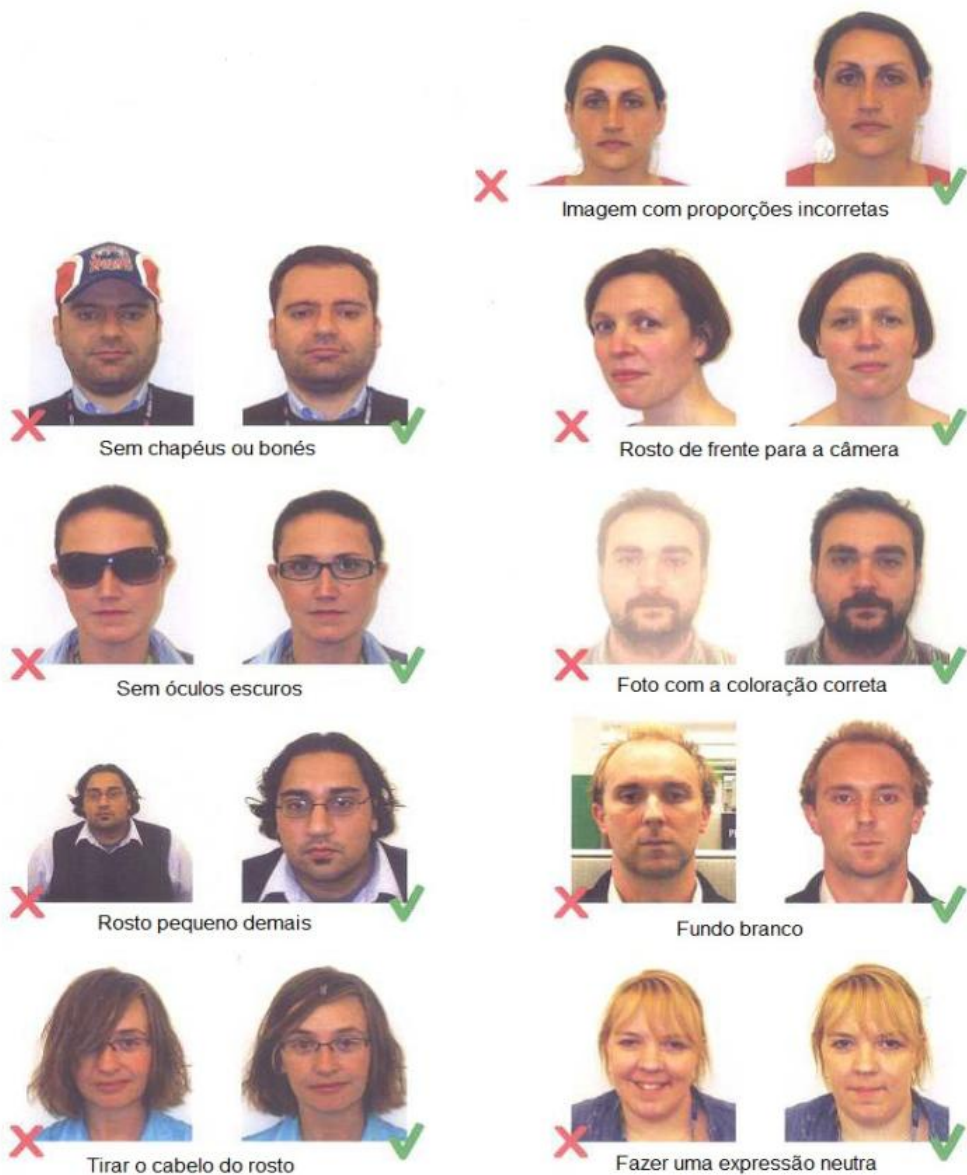 Imagem com proporções incorretas
Sem chapéus ou bonés
Rosto de frente para a câmera
Sem óculos escuros
Foto com a coloração correta
Rosto pequeno demais
Fundo branco
Tirar o cabelo do rosto
Fazer uma expressão neutra